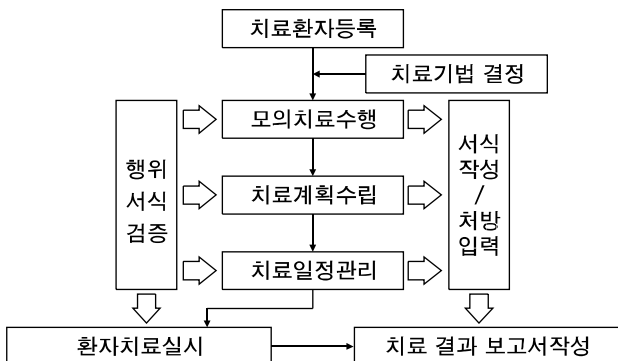 치료환자등록
치료기법 결정
모의치료수행
행위
서식
검증
치료계획수립
서식
작성
/
처방
입력
치료일정관리
환자치료실시
치료 결과 보고서작성